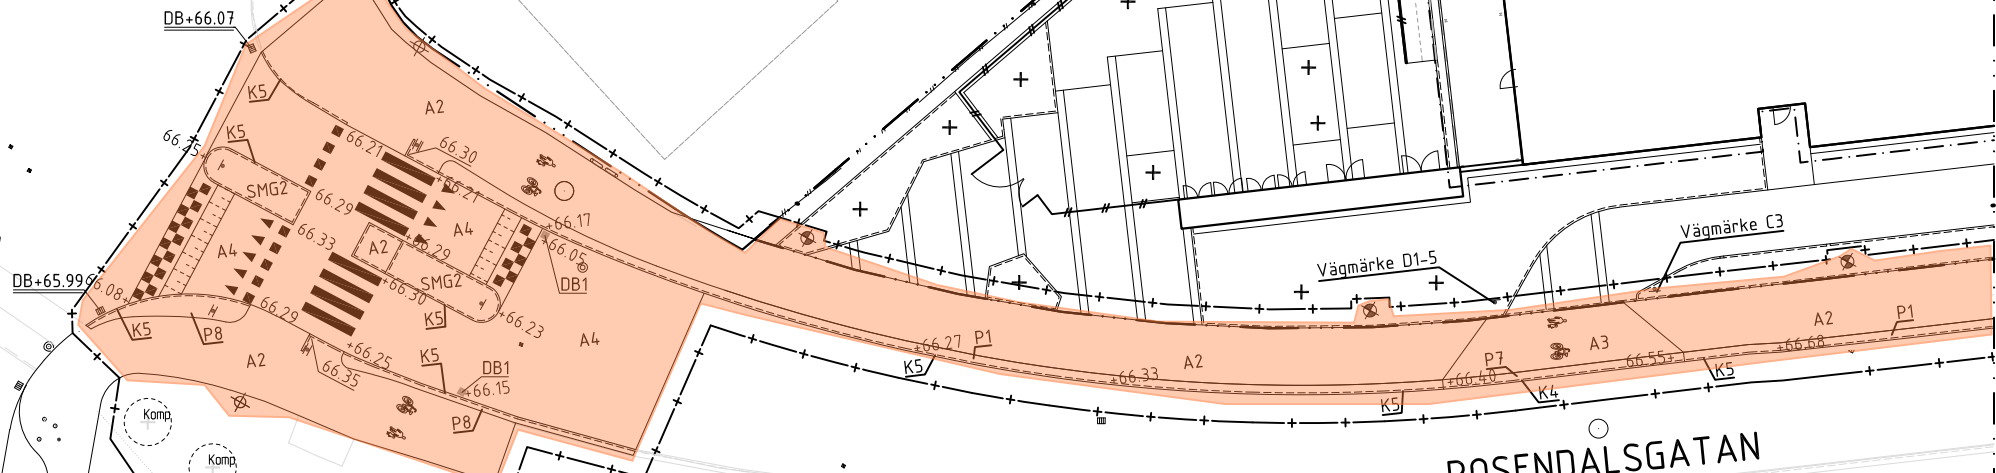 DB+66.07
K5
A2
K5
66.25
66.21
66.30
SMG2
+66.21
66.29
A4
66.33
A4
A2
+66.29
+66.17
+66.05
DB+65.99
66.08+
SMG2
DB1
+66.30
66.29
K5
P8
K5
+66.23
A4
A2
+66.25
K5
66.35
DB1
+66.15
P8
Komp
Komp
+66.27
P1
K5
A2
+66.33
Vägmärke D1-5
Vägmärke C3
P7
+66.40
K5
K4
A3
66.55+
K5
A2
+66.68
P1
ROSENDALSGATAN